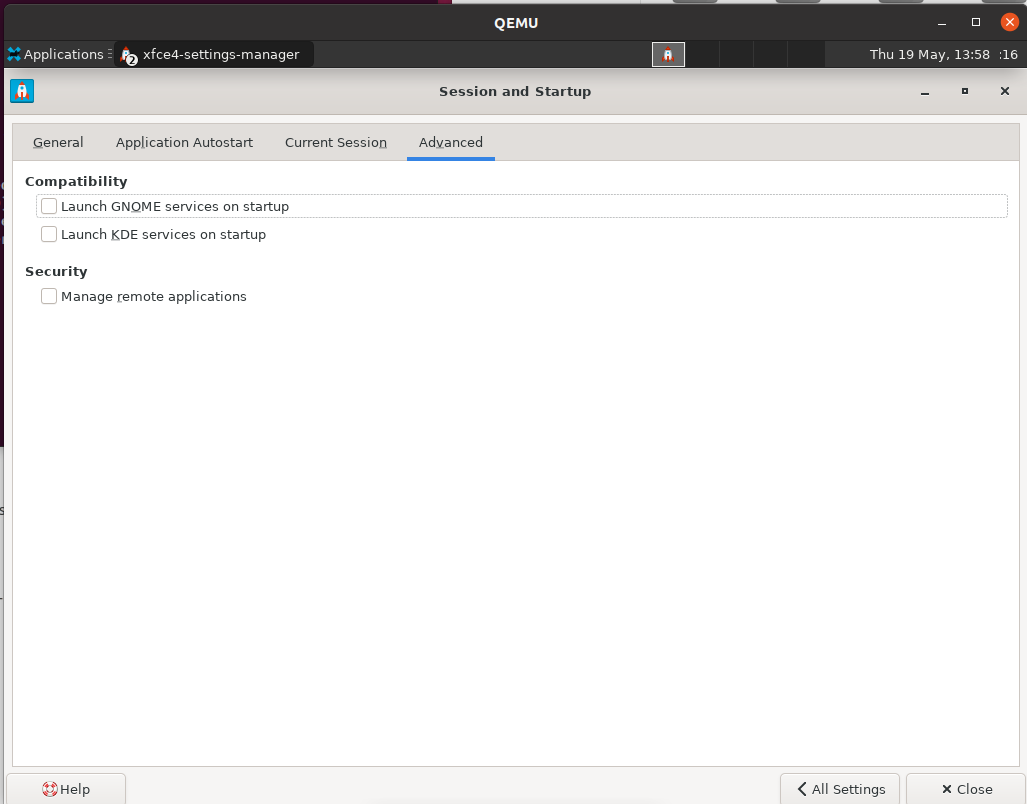 QEMU
Applications 2 xfce4-settings-manager Thu 19 May, 13:58 :16
Session and Startup
General Application Autostart Current Session Advanced
Compatibility
Launch GNOME services on startup
Launch KDE services on startup
Security
Manage remote applications
Help All Settings Close